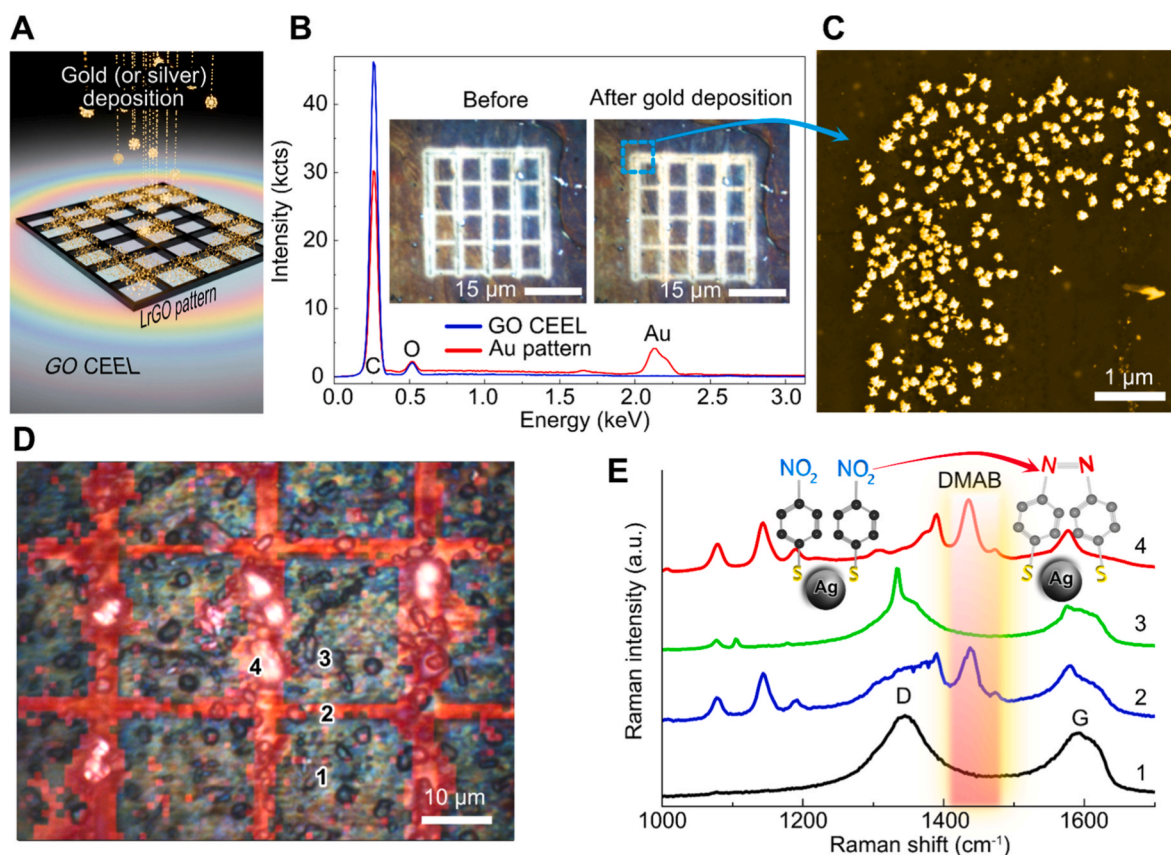 A
Gold (or silver)
deposition
LrGO pattern
GO CEEL
B
Intensity (kcts)
40
30
20
10
0
Before
After gold deposition
15 µm
15 µm
GO CEEL
Au pattern
C
O
Au
0.0 0.5 1.0 1.5 2.0 2.5 3.0
Energy (keV)
C
1 µm
D
4
3
2
1
10 µm
E
Raman intensity (a.u.)
NO2 NO2
S S
Ag
DMAB
N N
S S
Ag
4
3
2
1
D
G
1000 1200 1400 1600
Raman shift (cm-1)